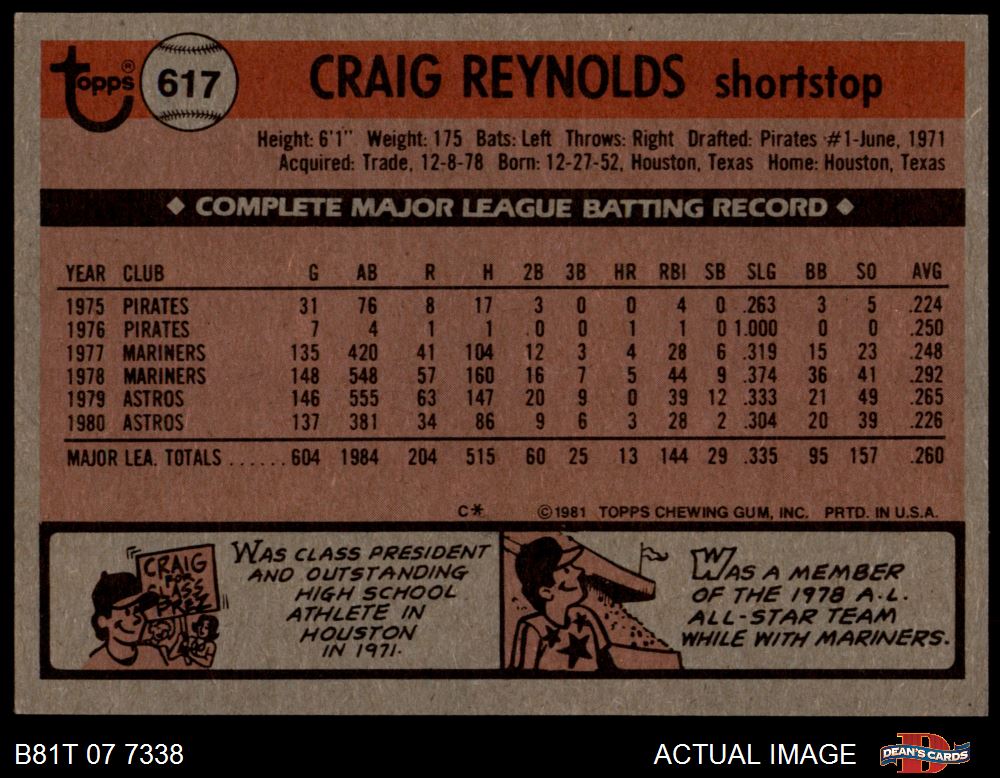 Topps® 617 CRAIG REYNOLDS shortstop
Height: 6'1" Weight: 175 Bats: Left Throws: Right Drafted: Pirates #1-June, 1971
Acquired: Trade, 12-8-78 Born: 12-27-52, Houston, Texas Home: Houston, Texas
◆ COMPLETE MAJOR LEAGUE BATTING RECORD ◆
YEAR CLUB G AB R H 2B 3B HR RBI SB SLG BB SO AVG
1975 PIRATES 31 76 8 17 3 0 0 4 0 .263 3 5 .224
1976 PIRATES 7 4 1 1 0 0 1 1 0 1.000 0 0 .250
1977 MARINERS 135 420 41 104 12 3 4 28 6 .319 15 23 .248
1978 MARINERS 148 548 57 160 16 7 5 44 9 .374 36 41 .292
1979 ASTROS 146 555 63 147 20 9 0 39 12 .333 21 49 .265
1980 ASTROS 137 381 34 86 9 6 3 28 2 .304 20 39 .226
MAJOR LEA. TOTALS ...... 604 1984 204 515 60 25 13 144 29 .335 95 157 .260
C* ©1981 TOPPS CHEWING GUM, INC. PRTD. IN U.S.A.
CRAIG
FOR
CLASS
PREZ
WAS CLASS PRESIDENT
AND OUTSTANDING
HIGH SCHOOL
ATHLETE IN
HOUSTON
IN 1971.
WAS A MEMBER
OF THE 1978 A.L.
ALL-STAR TEAM
WHILE WITH MARINERS.
B81T 07 7338 ACTUAL IMAGE DEAN'S CARDS